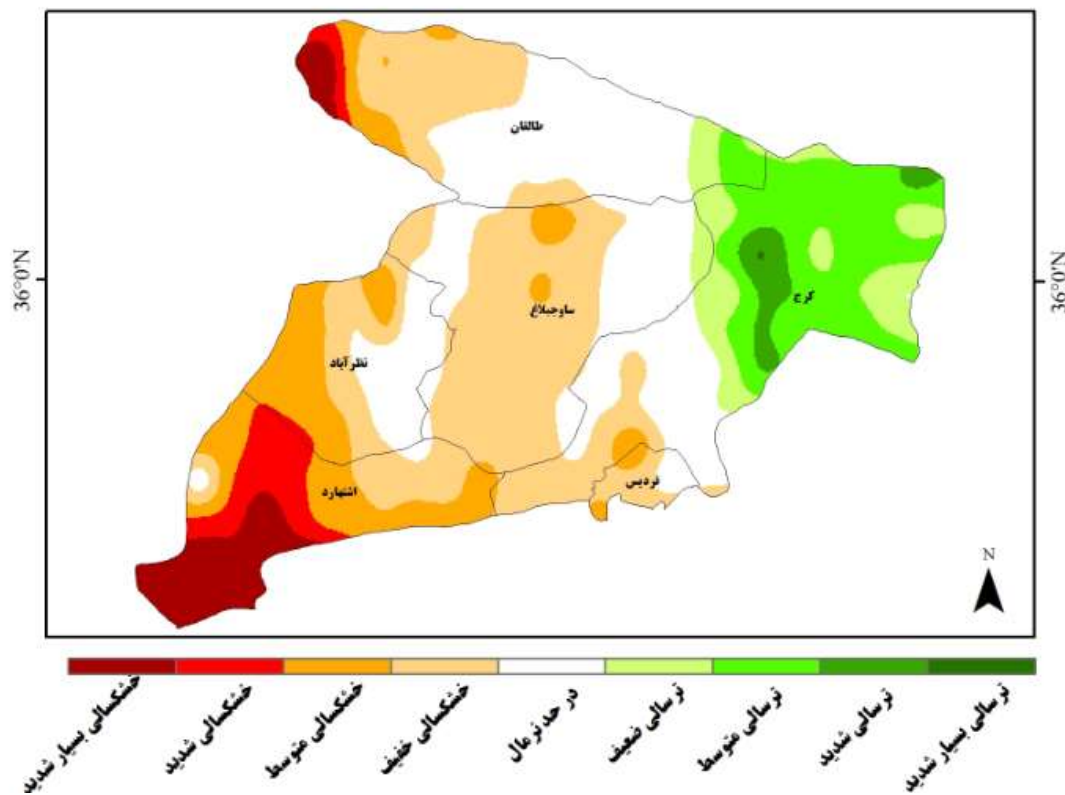 طالقان
36°0'N
36°0'N
کرج
ساوجبلاغ
نظرآباد
اشتهارد
فردیس
N
خشکسالی بسیار شدید
خشکسالی شدید
خشکسالی متوسط
خشکسالی خفیف
در حد نرمال
ترسالی ضعیف
ترسالی متوسط
ترسالی شدید
ترسالی بسیار شدید